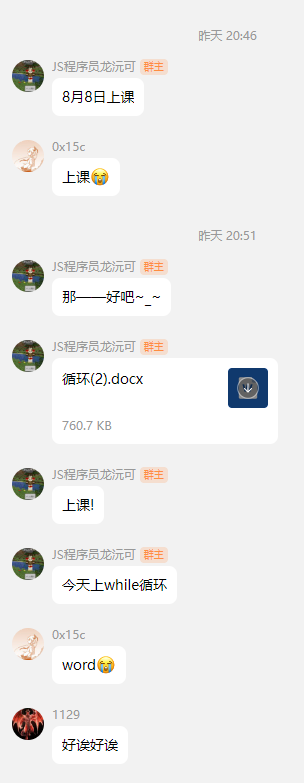 昨天 20:46
JS程序员龙沅可 群主
8月8日上课
0x15c
上课😭
昨天 20:51
JS程序员龙沅可 群主
那——好吧~_~
JS程序员龙沅可 群主
循环(2).docx
760.7 KB
JS程序员龙沅可 群主
上课!
JS程序员龙沅可 群主
今天上while循环
0x15c
word😭
1129
好诶好诶